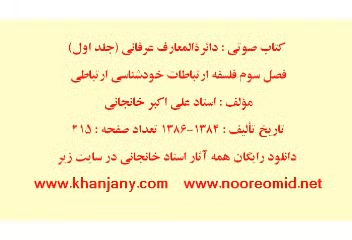 کتاب صوتی : دائرةالمعارف عرفانی (جلد اول)
فصل سوم فلسفه ارتباطات خودشناسی ارتباطی
مؤلف : استاد علی اکبر خانجانی
تاریخ تألیف : ۱۳۸۴-۱۳۸۶ تعداد صفحه : ۲۱۵
دانلود رایگان همه آثار استاد خانجانی در سایت زیر
www.khanjany.com www.nooreomid.net